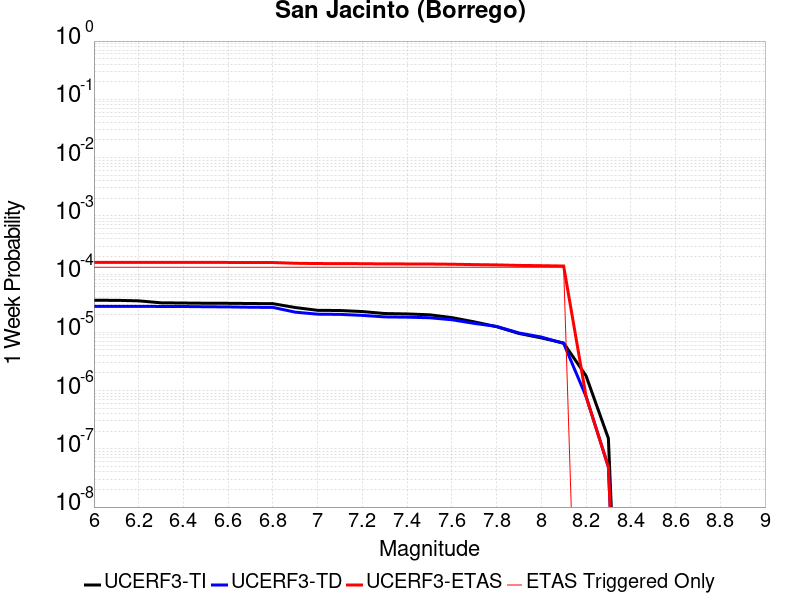 San Jacinto (Borrego)
10 0
10 -1
10 -2
10 -3
10 -4
10 -5
10 -6
10 -7
10 -8
1 Week Probability
6 6.2 6.4 6.6 6.8 7 7.2 7.4 7.6 7.8 8 8.2 8.4 8.6 8.8 9
Magnitude
UCERF3-TI UCERF3-TD UCERF3-ETAS ETAS Triggered Only